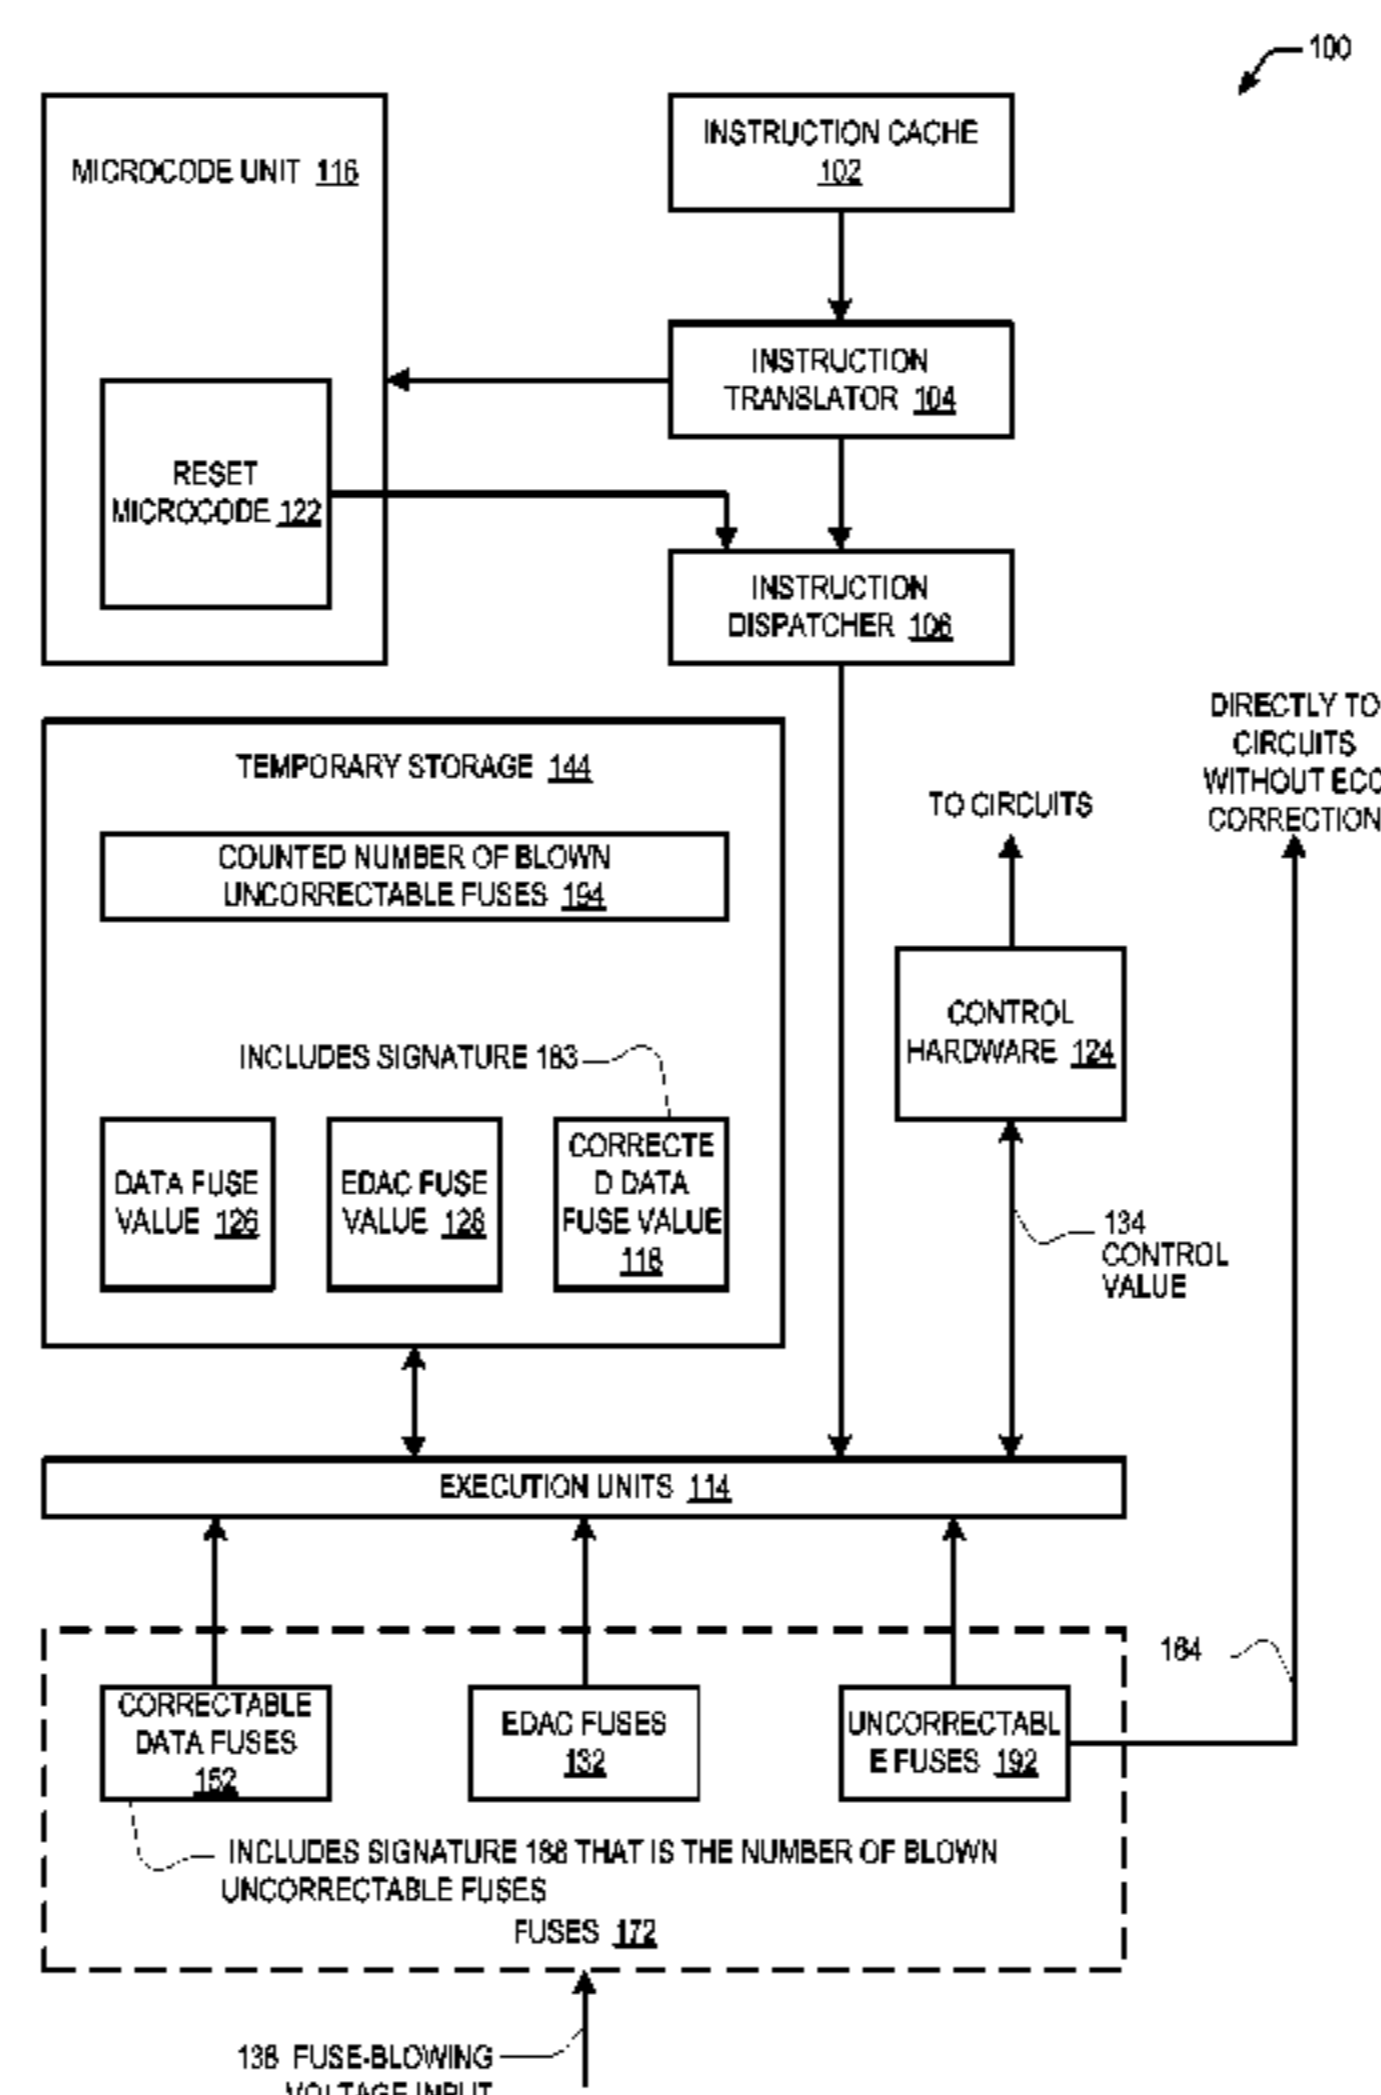 100
MICROCODE UNIT 116
INSTRUCTION CACHE
102
INSTRUCTION
TRANSLATOR 104
RESET
MICROCODE 122
INSTRUCTION
DISPATCHER 106
DIRECTLY TO
CIRCUITS
WITHOUT ECC
CORRECTION
TEMPORARY STORAGE 144
TO CIRCUITS
COUNTED NUMBER OF BLOWN
UNCORRECTABLE FUSES 194
CONTROL
HARDWARE 124
INCLUDES SIGNATURE 183
DATA FUSE
VALUE 126
EDAC FUSE
VALUE 128
CORRECTE
D DATA
FUSE VALUE
118
134
CONTROL
VALUE
EXECUTION UNITS 114
184
CORRECTABLE
DATA FUSES
152
EDAC FUSES
132
UNCORRECTABL
E FUSES 192
INCLUDES SIGNATURE 188 THAT IS THE NUMBER OF BLOWN
UNCORRECTABLE FUSES
FUSES 172
138 FUSE-BLOWING
VOLTAGE INPUT